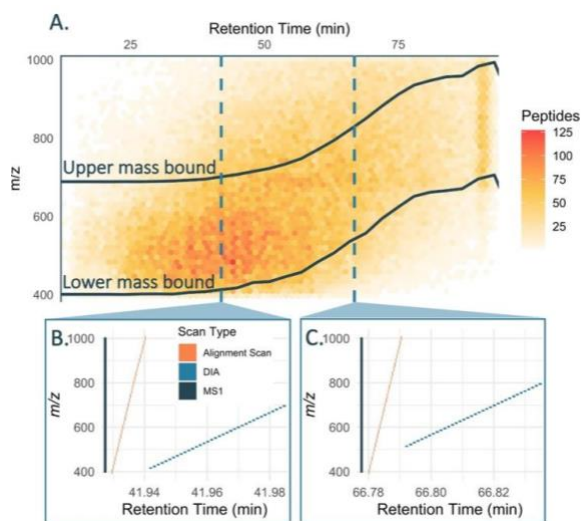 A.
Retention Time (min)
25 50 75
1000
800
600
400
m/z
Upper mass bound
Lower mass bound
Peptides
125
100
75
50
25
B.
1000
800
600
400
m/z
Scan Type
Alignment Scan
DIA
MS1
41.94 41.96 41.98
Retention Time (min)
C.
1000
800
600
400
m/z
66.78 66.80 66.82
Retention Time (min)